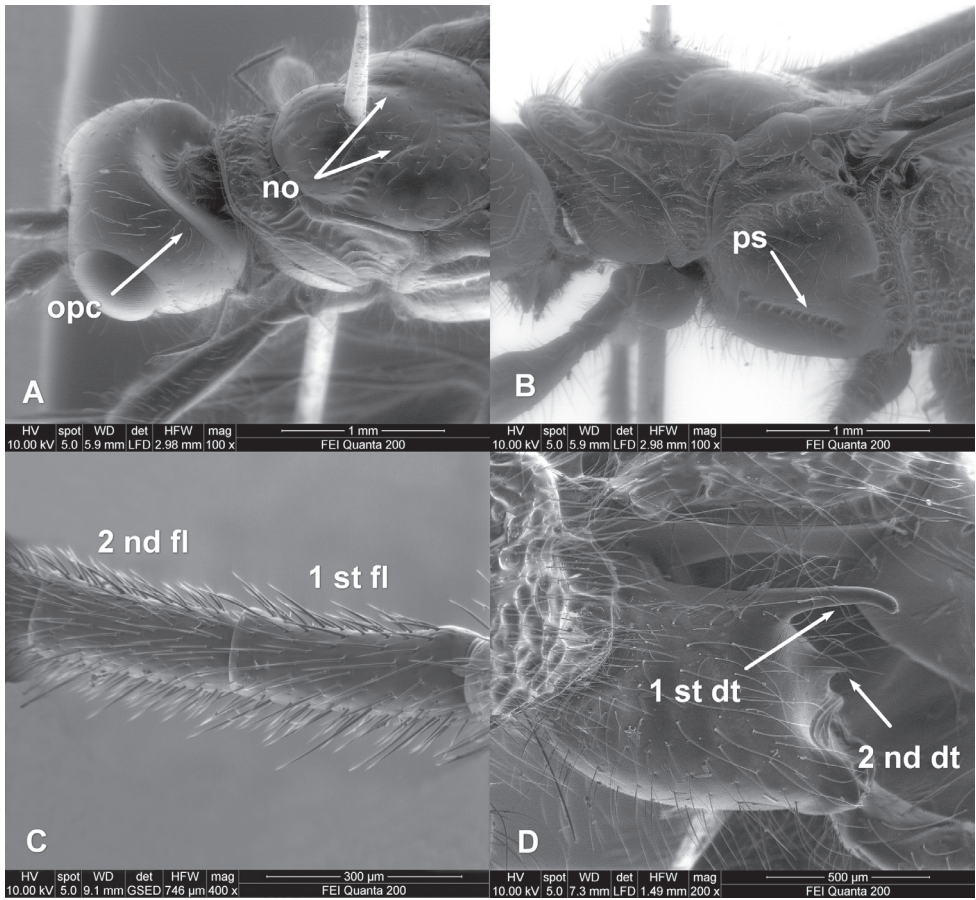 no
opc
A
HV spot WD det HFW mag
10.00 kV 5.0 5.9 mm LFD 2.98 mm 100 x
1 mm
FEI Quanta 200
ps
B
HV spot WD det HFW mag
10.00 kV 5.0 5.9 mm LFD 2.98 mm 100 x
1 mm
FEI Quanta 200
2 nd fl
1 st fl
C
HV spot WD det HFW mag
10.00 kV 5.0 9.1 mm GSED 746 µm 400 x
300 µm
FEI Quanta 200
1 st dt
2 nd dt
D
HV spot WD det HFW mag
10.00 kV 5.0 7.3 mm LFD 1.49 mm 200 x
500 µm
FEI Quanta 200